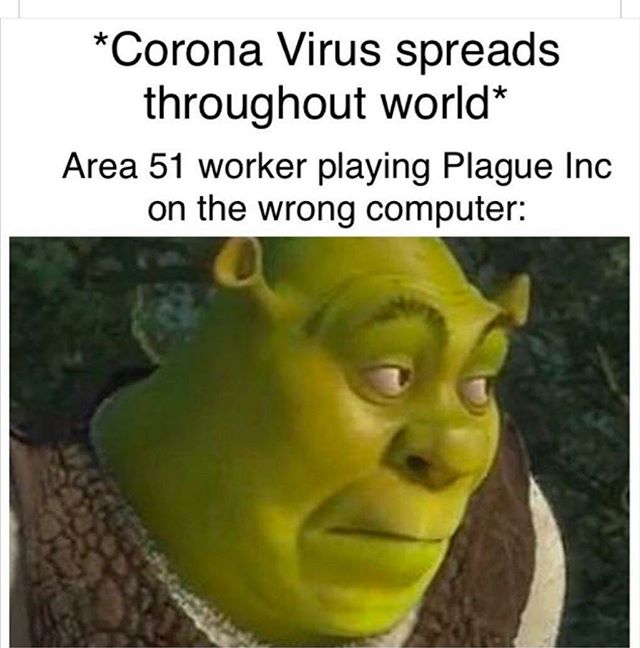 *Corona Virus spreads
throughout world*
Area 51 worker playing Plague Inc
on the wrong computer: